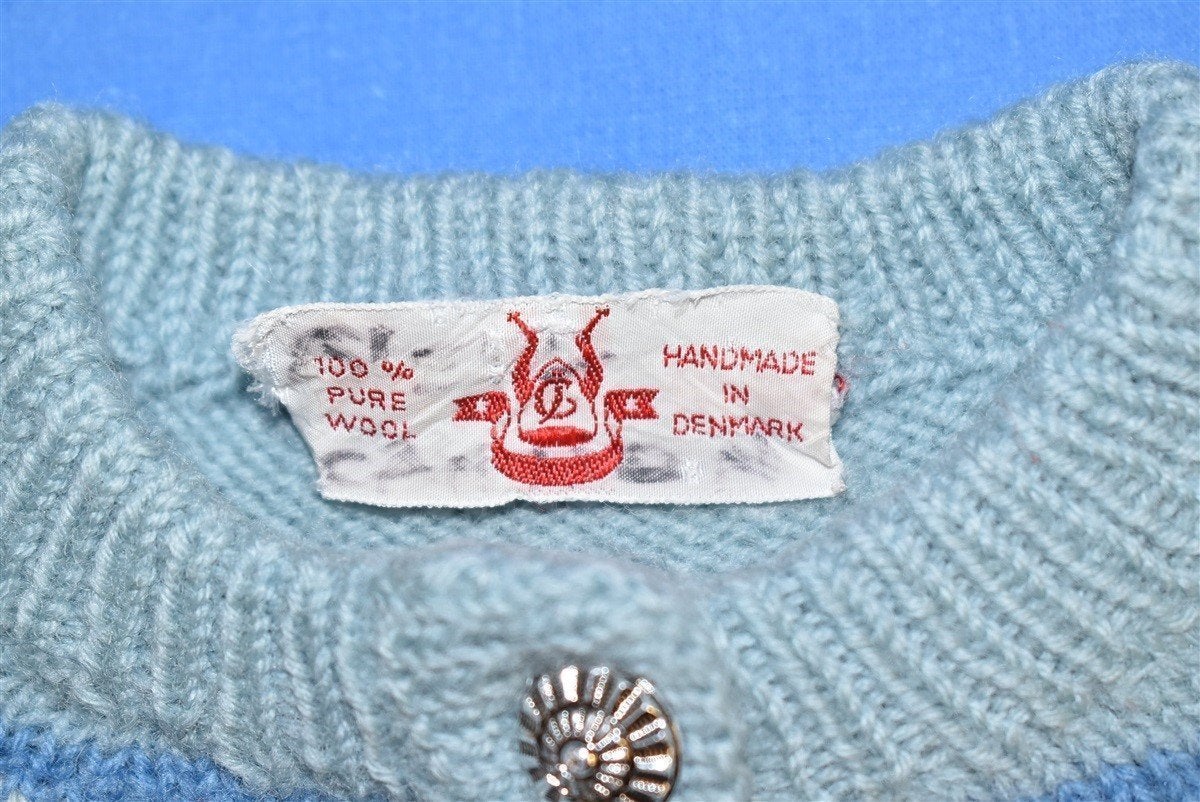 100 %
PURE
WOOL
HANDMADE
IN
DENMARK